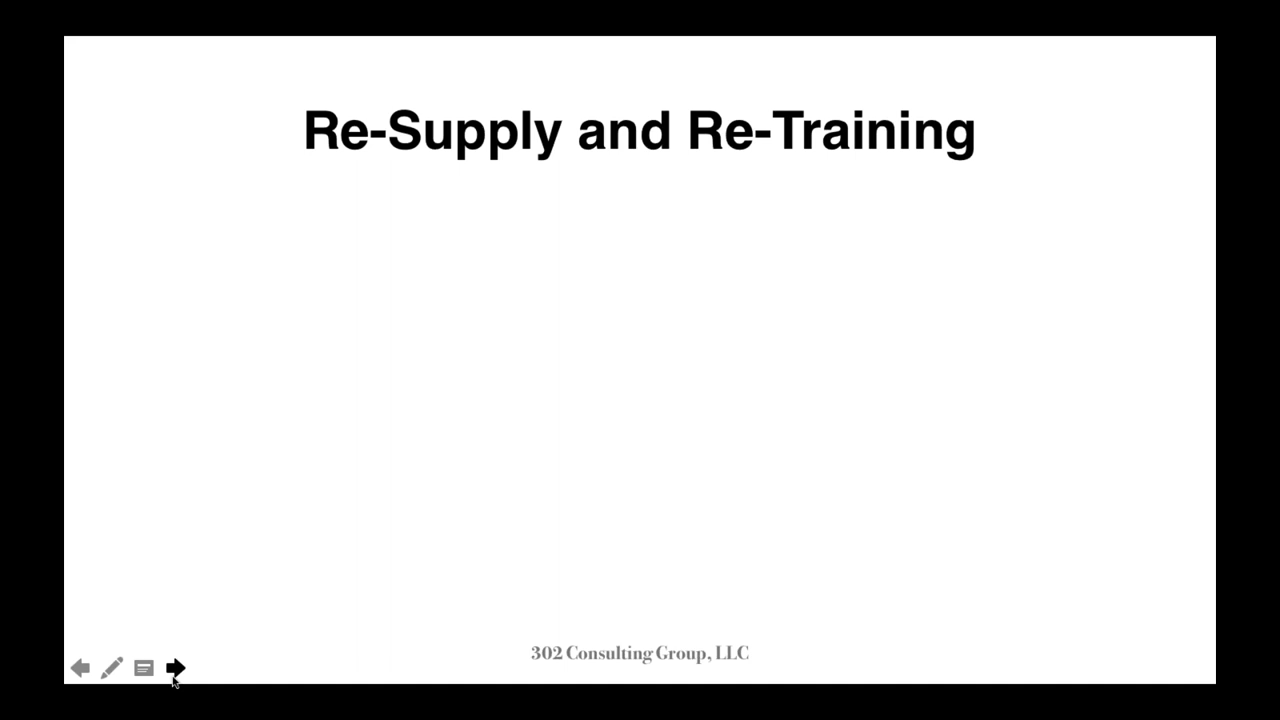 Re-Supply and Re-Training
302 Consulting Group, LLC